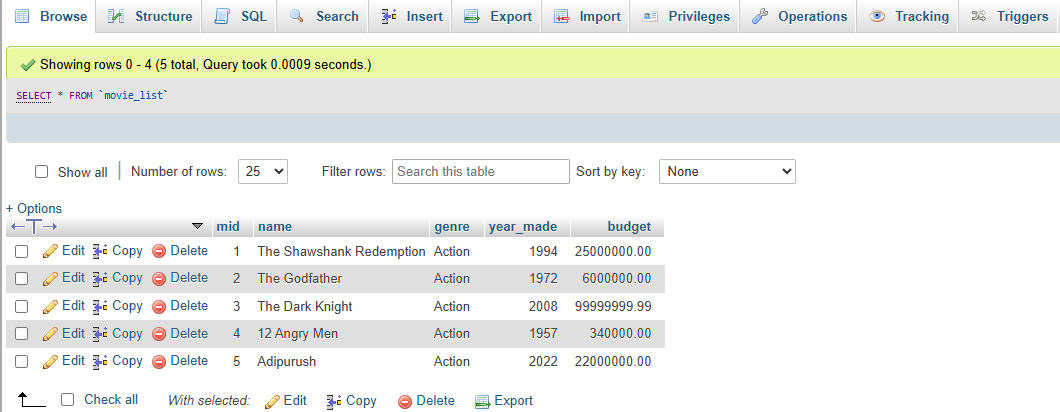 Browse Structure SQL Search Insert Export Import Privileges Operations Tracking Triggers
Showing rows 0 - 4 (5 total, Query took 0.0009 seconds.)
SELECT * FROM `movie_list`
Show all | Number of rows: 25 Filter rows: Search this table Sort by key: None
+ Options
←T→ mid name genre year_made budget
Edit Copy Delete 1 The Shawshank Redemption Action 1994 25000000.00
Edit Copy Delete 2 The Godfather Action 1972 6000000.00
Edit Copy Delete 3 The Dark Knight Action 2008 99999999.99
Edit Copy Delete 4 12 Angry Men Action 1957 340000.00
Edit Copy Delete 5 Adipurush Action 2022 22000000.00
Check all With selected: Edit Copy Delete Export